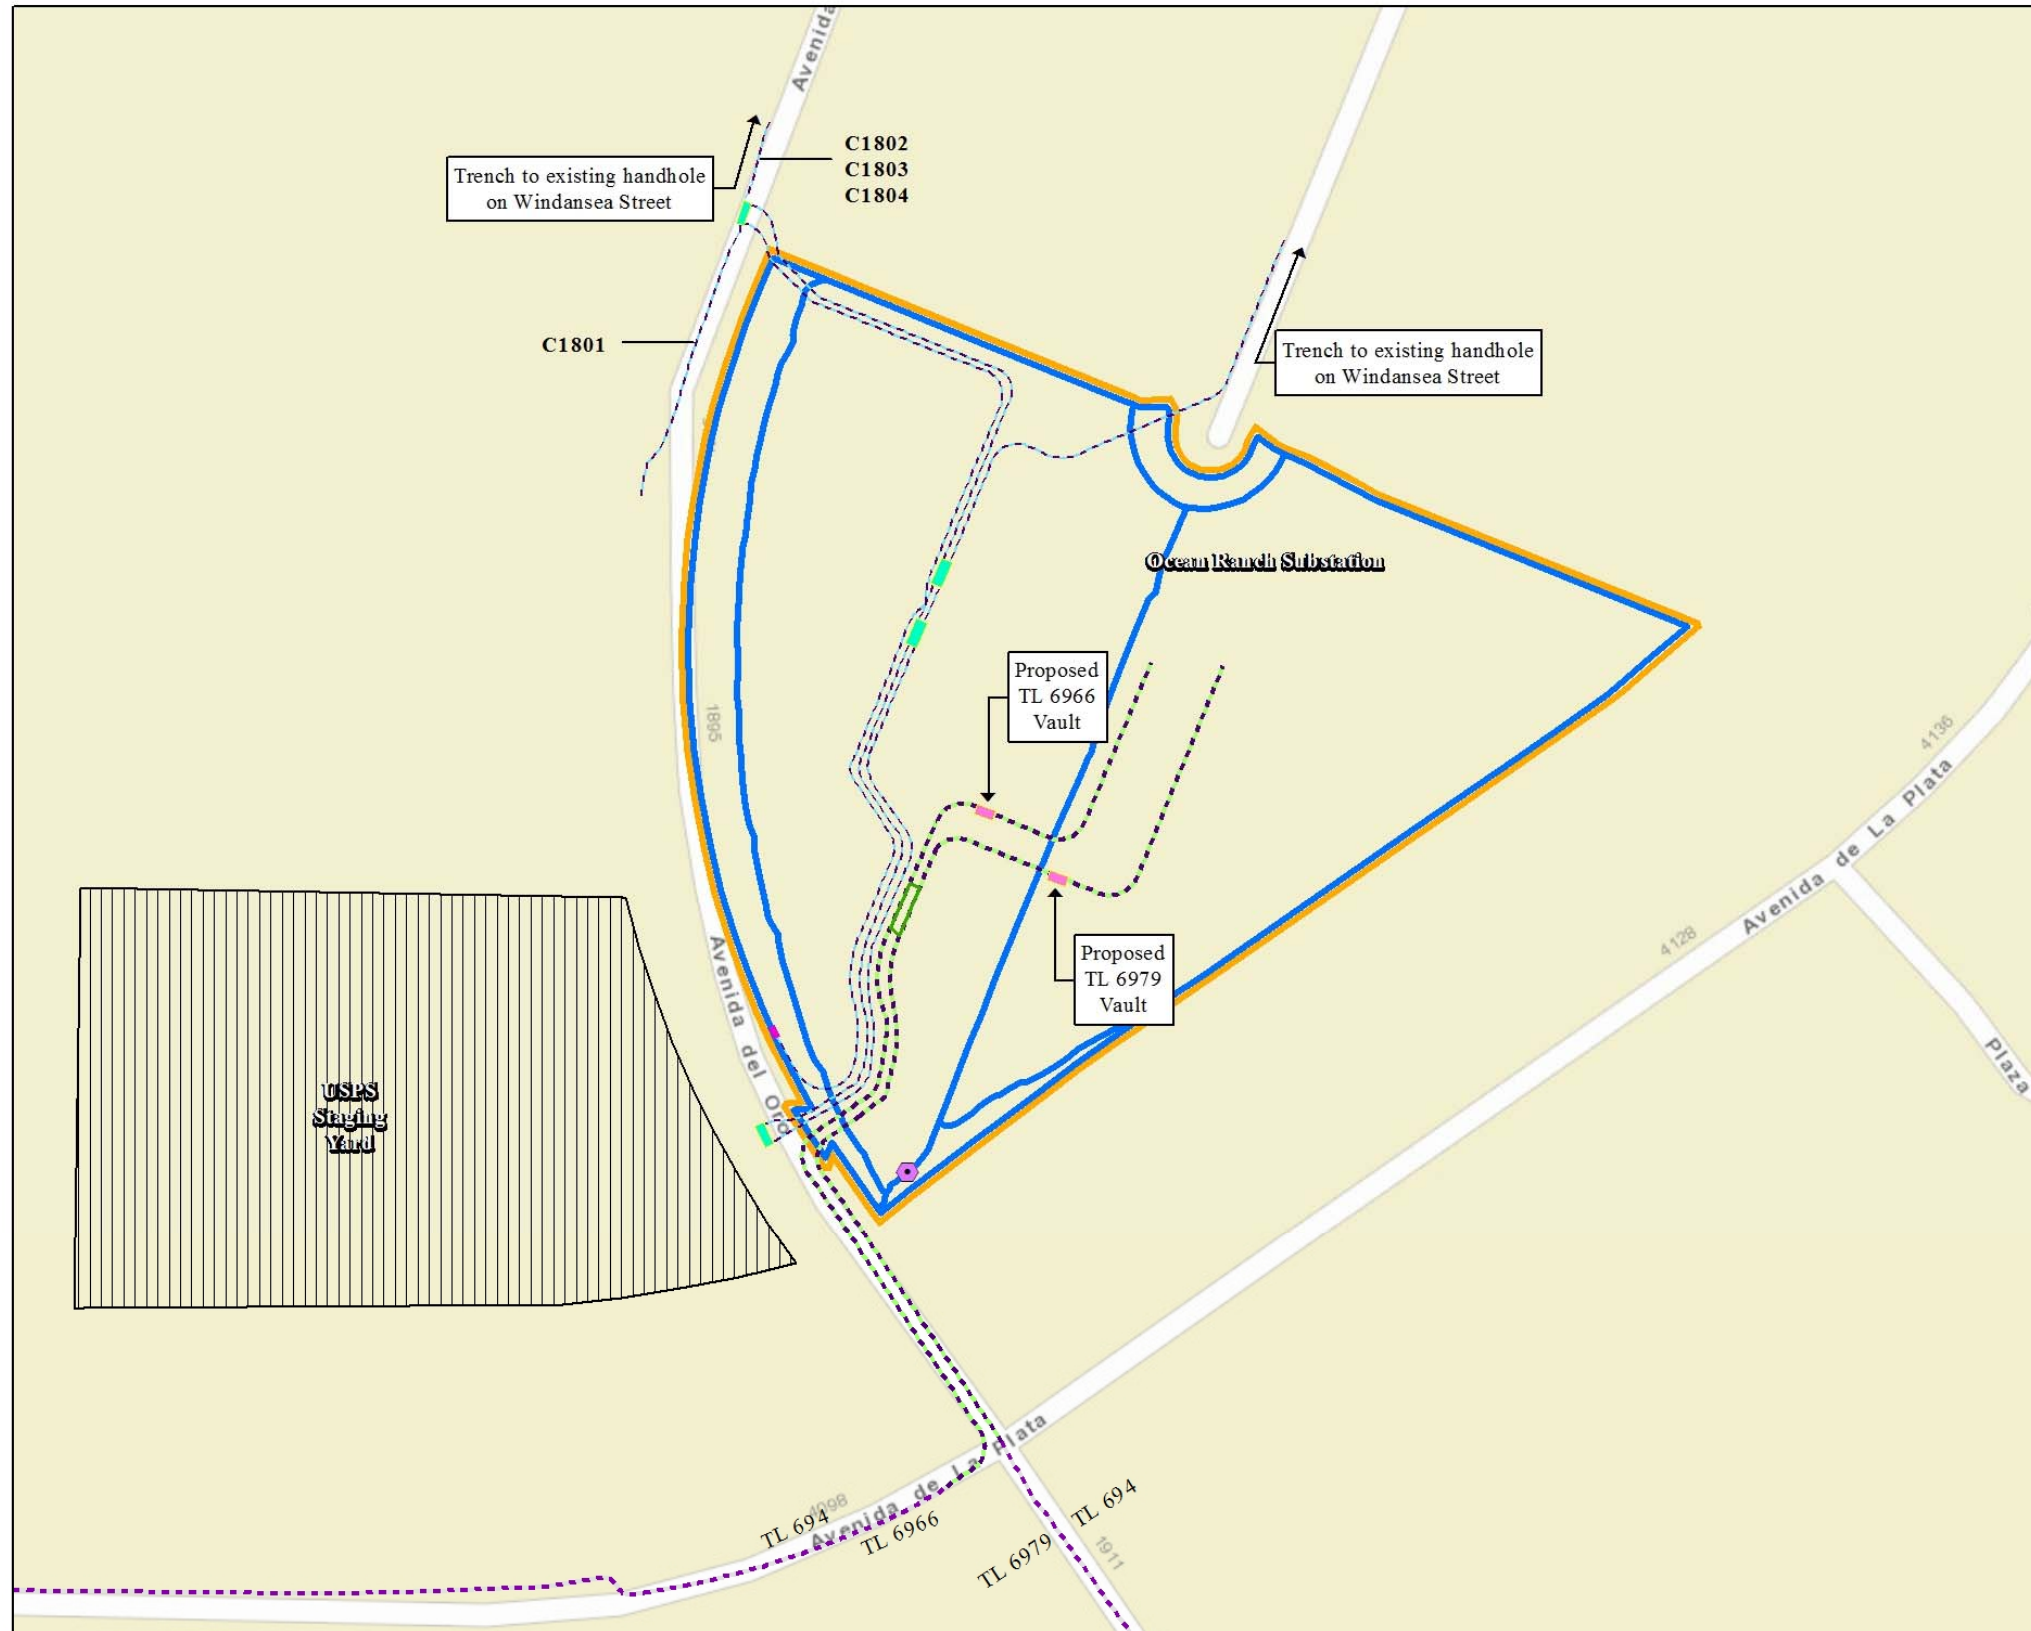 Avenida
C1802
C1803
C1804
Trench to existing handhole
on Windansea Street
C1801
Trench to existing handhole
on Windansea Street
Ocean Ranch Substation
Proposed
TL 6966
Vault
1895
4136
Avenida de La Plata
4128
Proposed
TL 6979
Vault
Avenida del Oro
Plaza
USPS
Staging
Yard
Avenida de La Plata
4098
TL 694
TL 6966
TL 694
TL 6979
1911